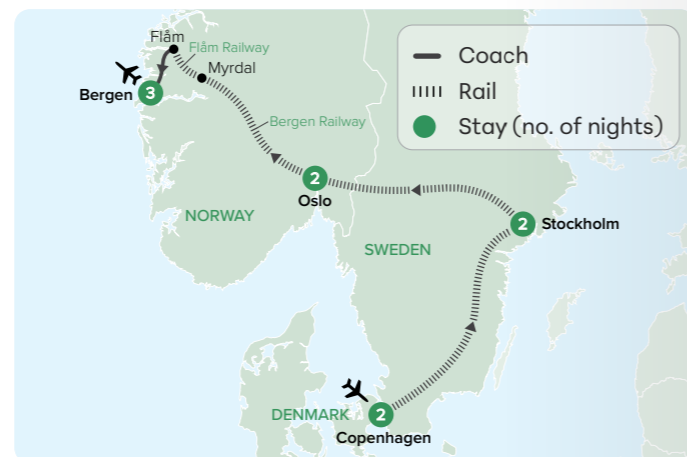 Flåm
Flåm Railway
Myrdal
Bergen
3
Bergen Railway
Coach
Rail
Stay (no. of nights)
2
Oslo
NORWAY
2
Stockholm
SWEDEN
DENMARK
2
Copenhagen